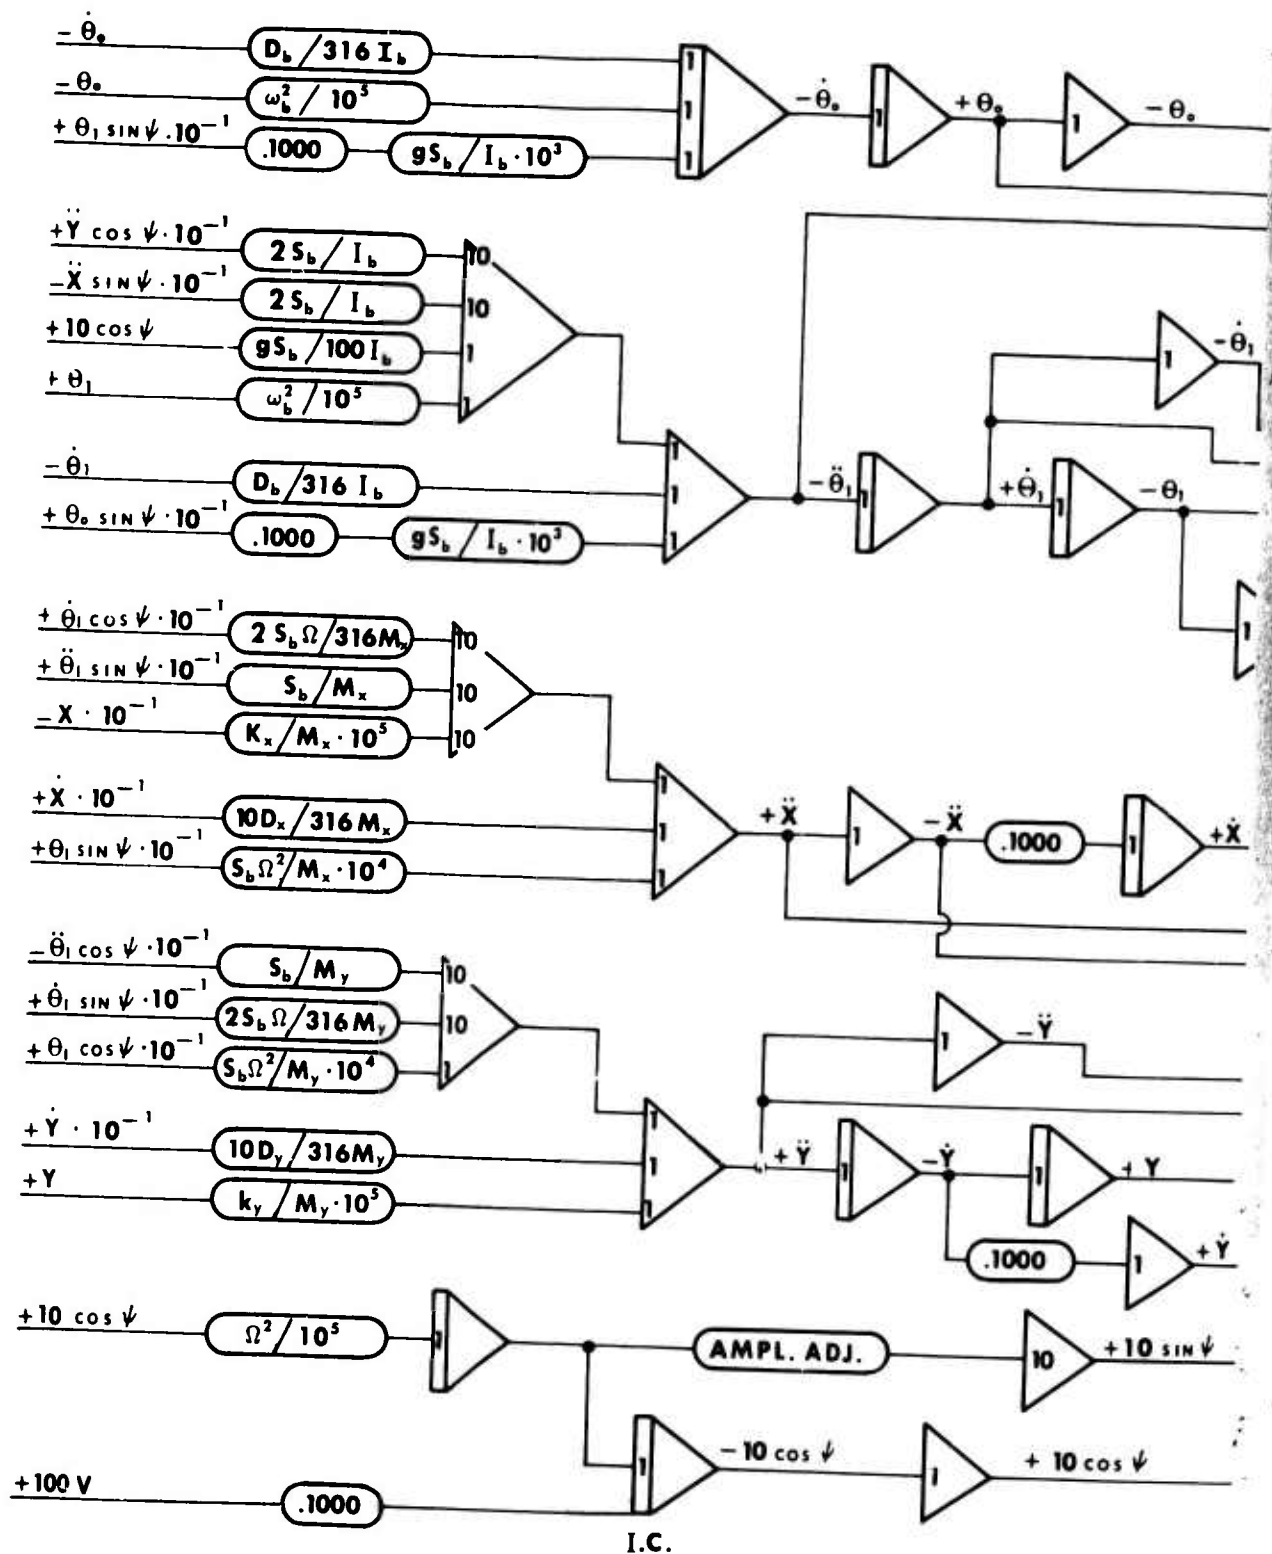 − θ̇₀
D_b / 316 I_b
− θ₀
ω_b² / 10⁵
+ θ₁ SIN ψ · 10⁻¹
.1000
gS_b / I_b · 10³
1
1
1
− θ̇₀
1
+ θ₀
1
− θ₀
+Ÿ cos ψ · 10⁻¹
2 S_b / I_b
10
−Ẍ SIN ψ · 10⁻¹
2 S_b / I_b
10
+10 cos ψ
gS_b / 100 I_b
1
+ θ₁
ω_b² / 10⁵
1
− θ̇₁
D_b / 316 I_b
+ θ₀ SIN ψ · 10⁻¹
.1000
gS_b / I_b · 10³
1
1
1
− θ̈₁
1
+ θ̇₁
1
− θ₁
1
− θ̇₁
1
+ θ̇₁ cos ψ · 10⁻¹
2 S_b Ω / 316 M_x
10
+ θ̈₁ SIN ψ · 10⁻¹
S_b / M_x
10
− X · 10⁻¹
K_x / M_x · 10⁵
10
+Ẋ · 10⁻¹
10 D_x / 316 M_x
+θ₁ SIN ψ · 10⁻¹
S_b Ω² / M_x · 10⁴
1
1
1
+ Ẍ
1
− Ẍ
.1000
1
+Ẋ
− θ̈₁ cos ψ · 10⁻¹
S_b / M_y
10
+ θ̇₁ SIN ψ · 10⁻¹
2S_b Ω / 316 M_y
10
+ θ₁ cos ψ · 10⁻¹
S_b Ω² / M_y · 10⁴
1
+ Ẏ · 10⁻¹
10D_y / 316M_y
+Y
k_y / M_y · 10⁵
1
1
1
+ Ÿ
1
− Ÿ
1
−Ẏ
1
+ Y
.1000
1
+ Ẏ
+10 cos ψ
Ω² / 10⁵
1
AMPL. ADJ.
10
+10 SIN ψ
+100 V
.1000
1
I.C.
− 10 cos ψ
1
+ 10 cos ψ